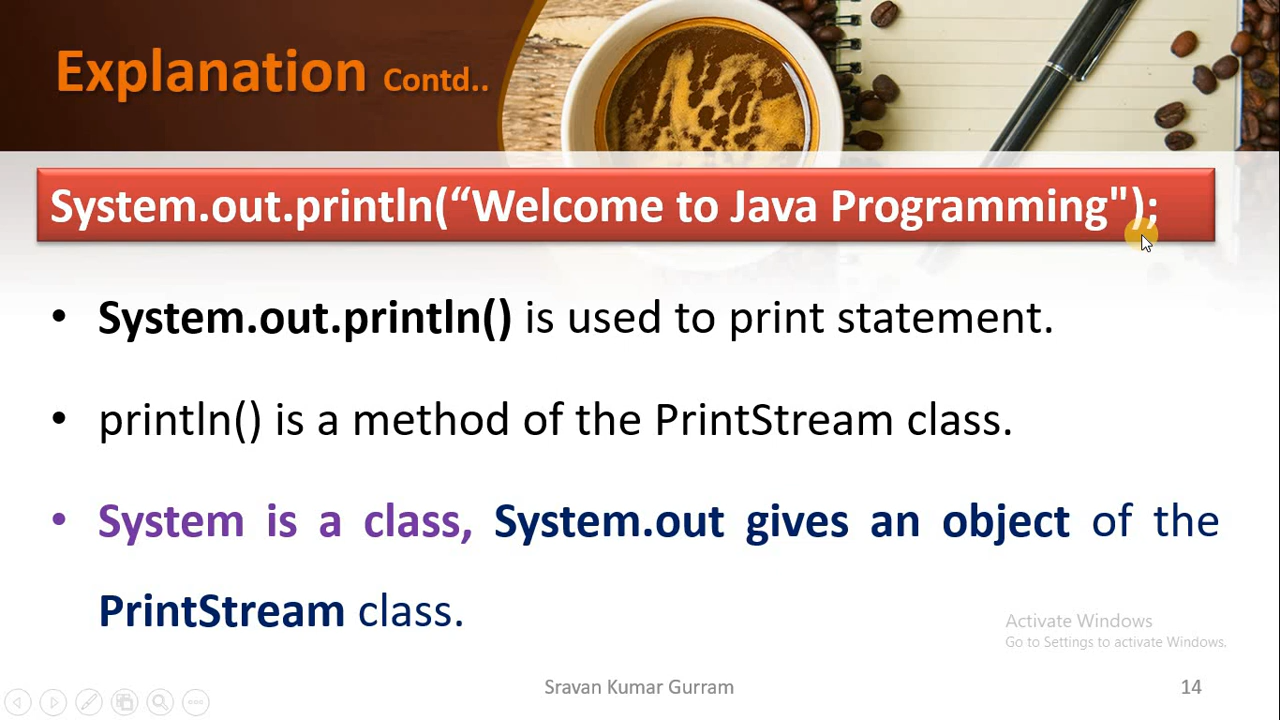 Explanation Contd..
System.out.println(“Welcome to Java Programming");
• System.out.println() is used to print statement.
• println() is a method of the PrintStream class.
• System is a class, System.out gives an object of the
PrintStream class.
Activate Windows
Go to Settings to activate Windows.
Sravan Kumar Gurram
14